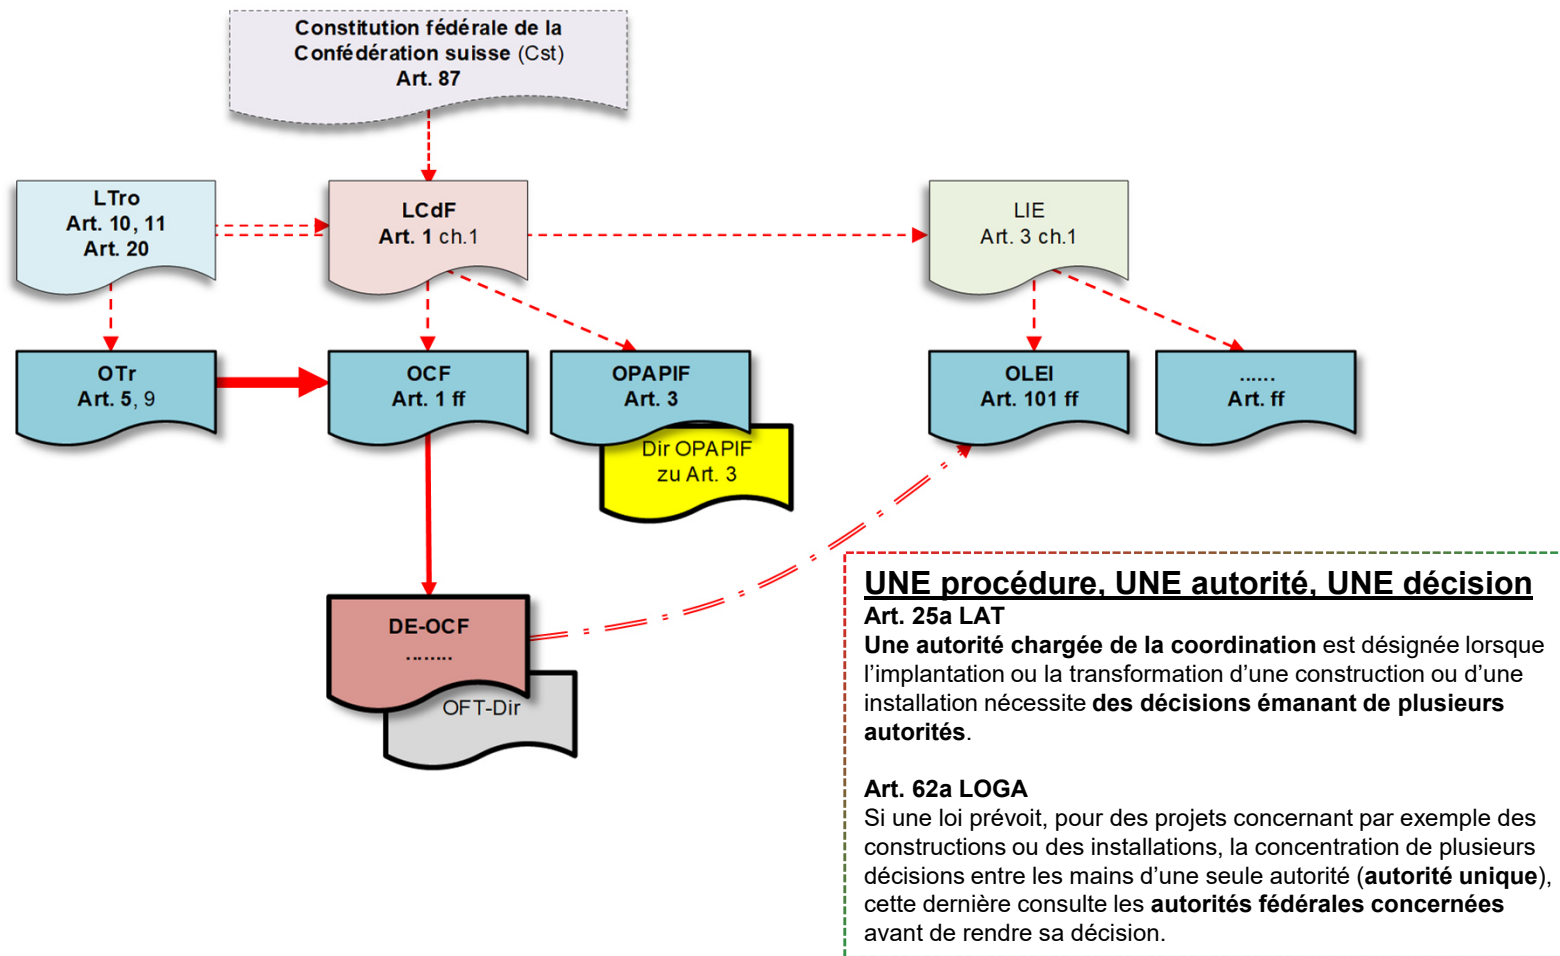 Constitution fédérale de la
Confédération suisse (Cst)
Art. 87
LTro
Art. 10, 11
Art. 20
LCdF
Art. 1 ch.1
LIE
Art. 3 ch.1
OTr
Art. 5, 9
OCF
Art. 1 ff
OPAPIF
Art. 3
OLEI
Art. 101 ff
......
Art. ff
Dir OPAPIF
zu Art. 3
DE-OCF
........
OFT-Dir
UNE procédure, UNE autorité, UNE décision
Art. 25a LAT
Une autorité chargée de la coordination est désignée lorsque
l’implantation ou la transformation d’une construction ou d’une
installation nécessite des décisions émanant de plusieurs
autorités.
Art. 62a LOGA
Si une loi prévoit, pour des projets concernant par exemple des
constructions ou des installations, la concentration de plusieurs
décisions entre les mains d’une seule autorité (autorité unique),
cette dernière consulte les autorités fédérales concernées
avant de rendre sa décision.